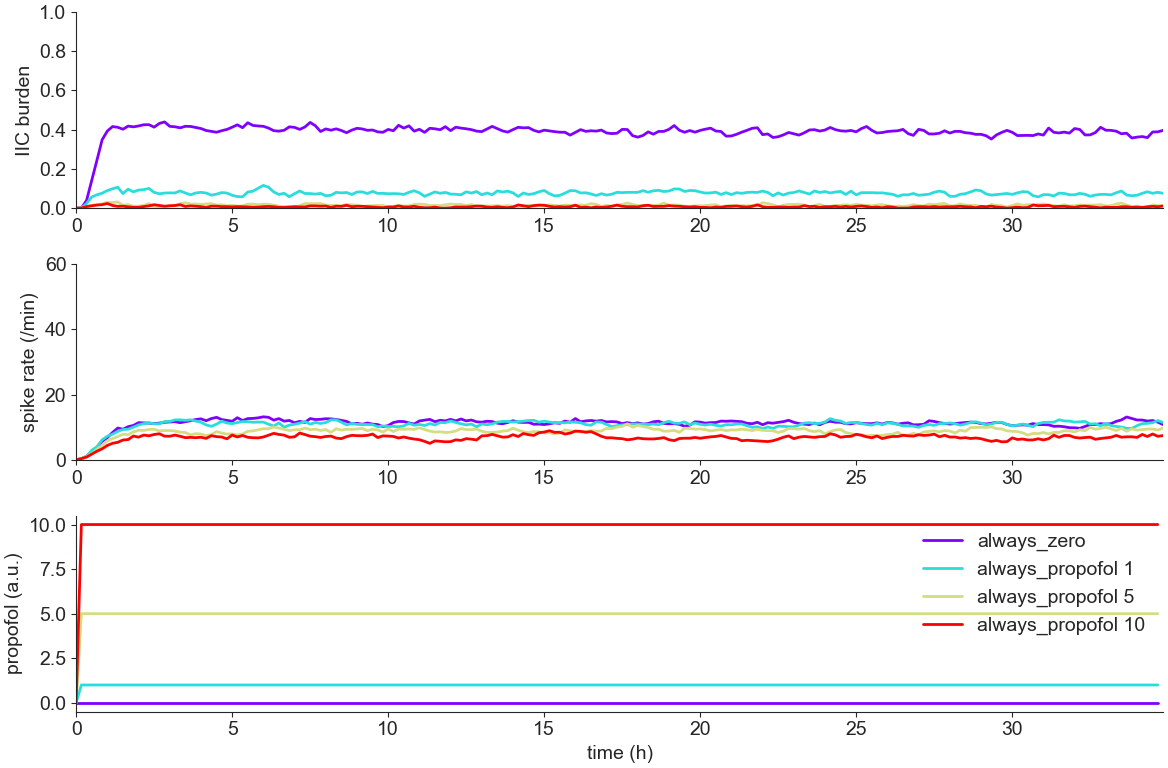 IIC burden
1.0
0.8
0.6
0.4
0.2
0.0
0 5 10 15 20 25 30
spike rate (/min)
60
40
20
0
0 5 10 15 20 25 30
propofol (a.u.)
10.0
7.5
5.0
2.5
0.0
always_zero
always_propofol 1
always_propofol 5
always_propofol 10
0 5 10 15 20 25 30
time (h)